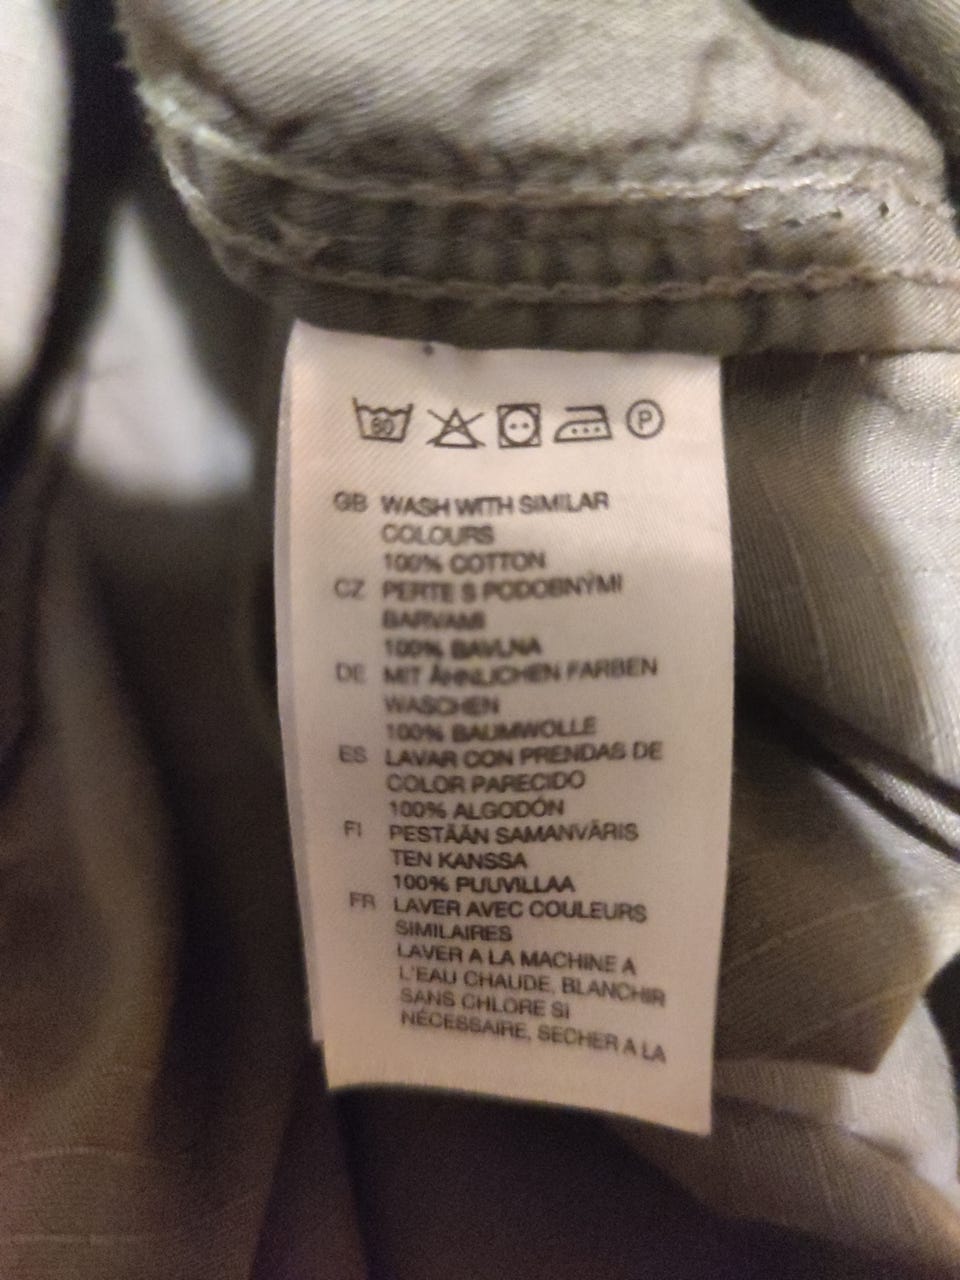 60 P
GB WASH WITH SIMILAR
COLOURS
100% COTTON
CZ PERTE S PODOBNÝMI
BARVAMI
100% BAVLNA
DE MIT ÄHNLICHEN FARBEN
WASCHEN
100% BAUMWOLLE
ES LAVAR CON PRENDAS DE
COLOR PARECIDO
100% ALGODÓN
FI PESTÄÄN SAMANVÄRIS
TEN KANSSA
100% PUUVILLAA
FR LAVER AVEC COULEURS
SIMILAIRES
LAVER A LA MACHINE A
L'EAU CHAUDE, BLANCHIR
SANS CHLORE SI
NÉCESSAIRE, SECHER A LA